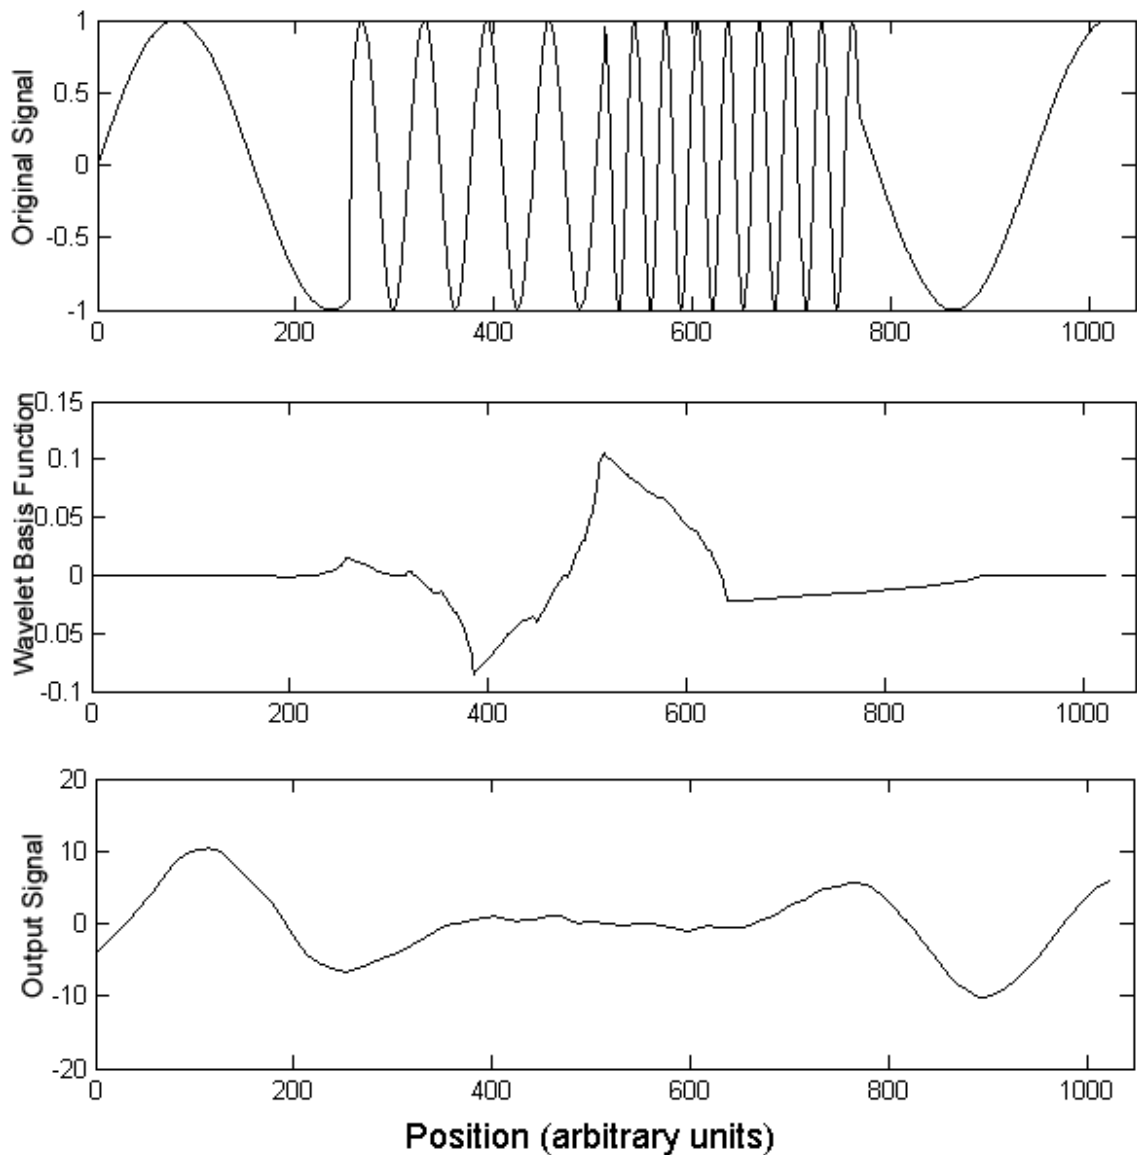 Original Signal
1
0.5
0
-0.5
-1
0 200 400 600 800 1000
Wavelet Basis Function
0.15
0.1
0.05
0
0.05
-0.1
0 200 400 600 800 1000
Output Signal
20
10
0
-10
-20
0 200 400 600 800 1000
Position (arbitrary units)